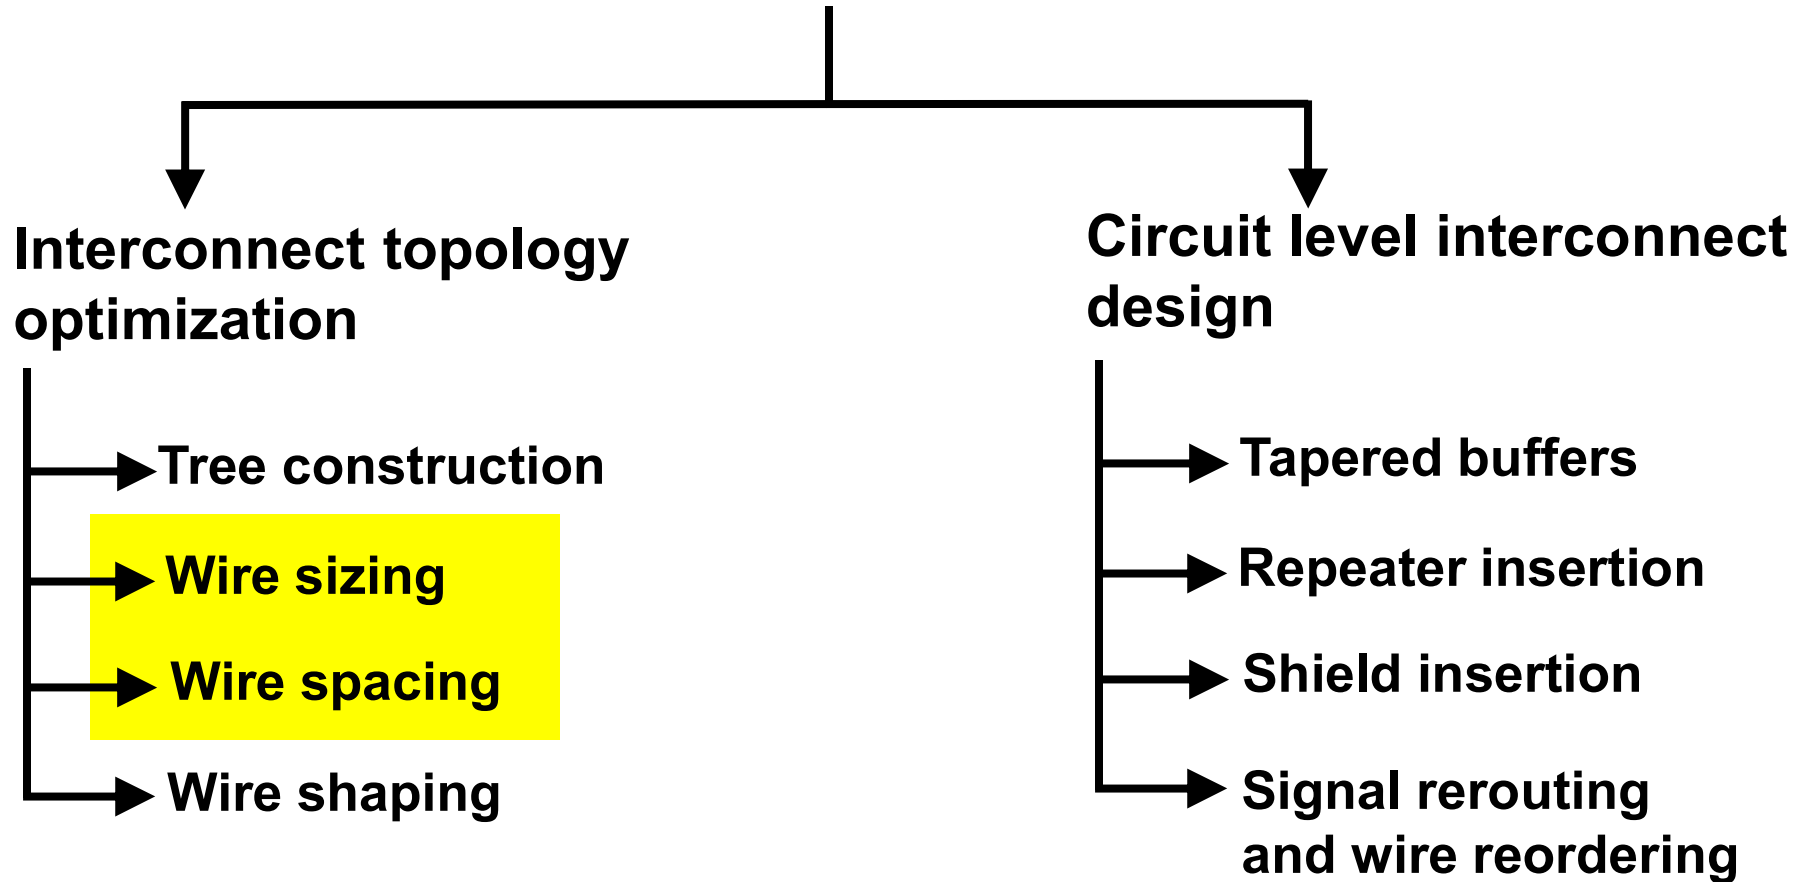 Interconnect topology
optimization
Tree construction
Wire sizing
Wire spacing
Wire shaping
Circuit level interconnect
design
Tapered buffers
Repeater insertion
Shield insertion
Signal rerouting
and wire reordering